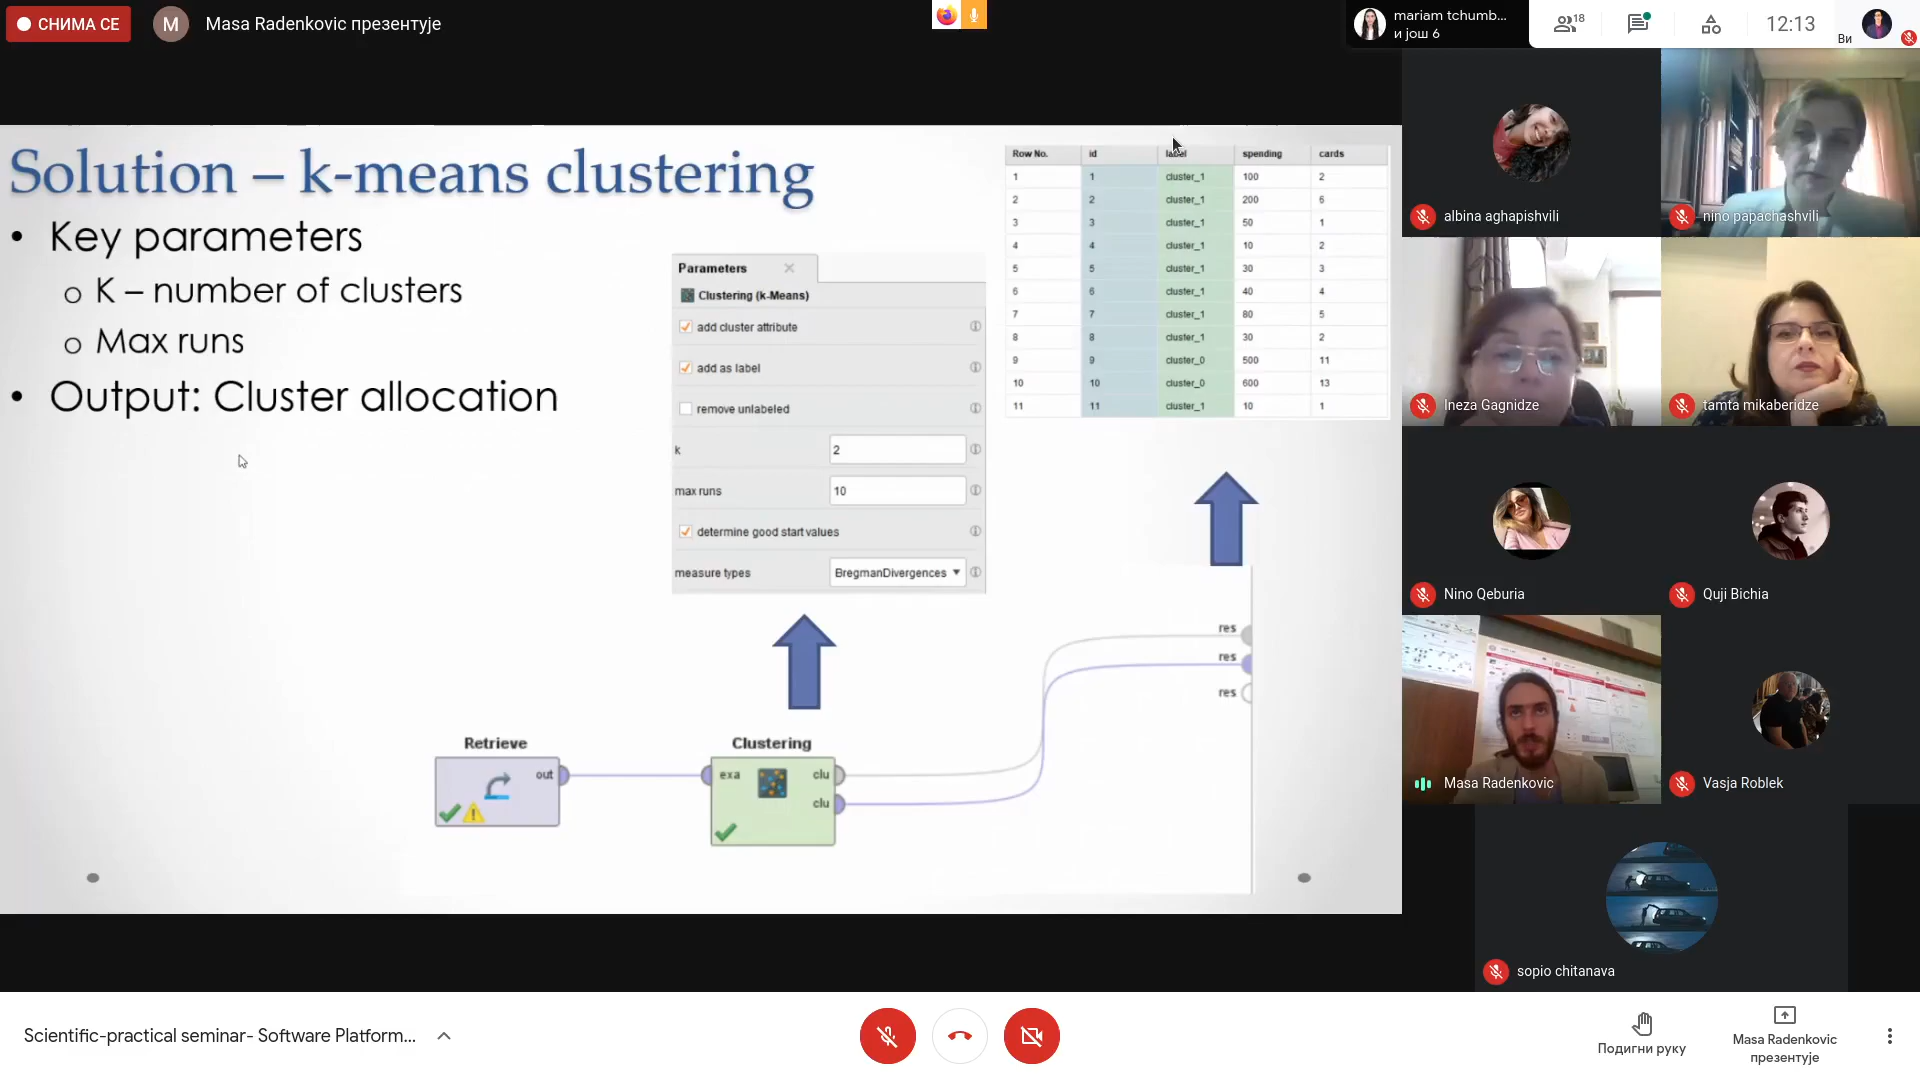 СНИМА СЕ
M
Masa Radenkovic презентује
mariam tchumb...
и још 6
18
12:13
Ви
Solution – k-means clustering
• Key parameters
o K – number of clusters
o Max runs
• Output: Cluster allocation
Parameters
Clustering (k-Means)
add cluster attribute
add as label
remove unlabeled
k 2
max runs 10
determine good start values
measure types BregmanDivergences
Row No. id label spending cards
1 1 cluster_1 100 2
2 2 cluster_1 200 6
3 3 cluster_1 50 1
4 4 cluster_1 10 2
5 5 cluster_1 30 3
6 6 cluster_1 40 4
7 7 cluster_1 80 5
8 8 cluster_1 30 2
9 9 cluster_0 500 11
10 10 cluster_0 600 13
11 11 cluster_1 10 1
res
res
res
Retrieve
out
Clustering
exa clu
clu
albina aghapishvili
nino papachashvili
Ineza Gagnidze
tamta mikaberidze
Nino Qeburia
Quji Bichia
Masa Radenkovic
Vasja Roblek
sopio chitanava
Scientific-practical seminar- Software Platform...
Подигни руку
Masa Radenkovic
презентује